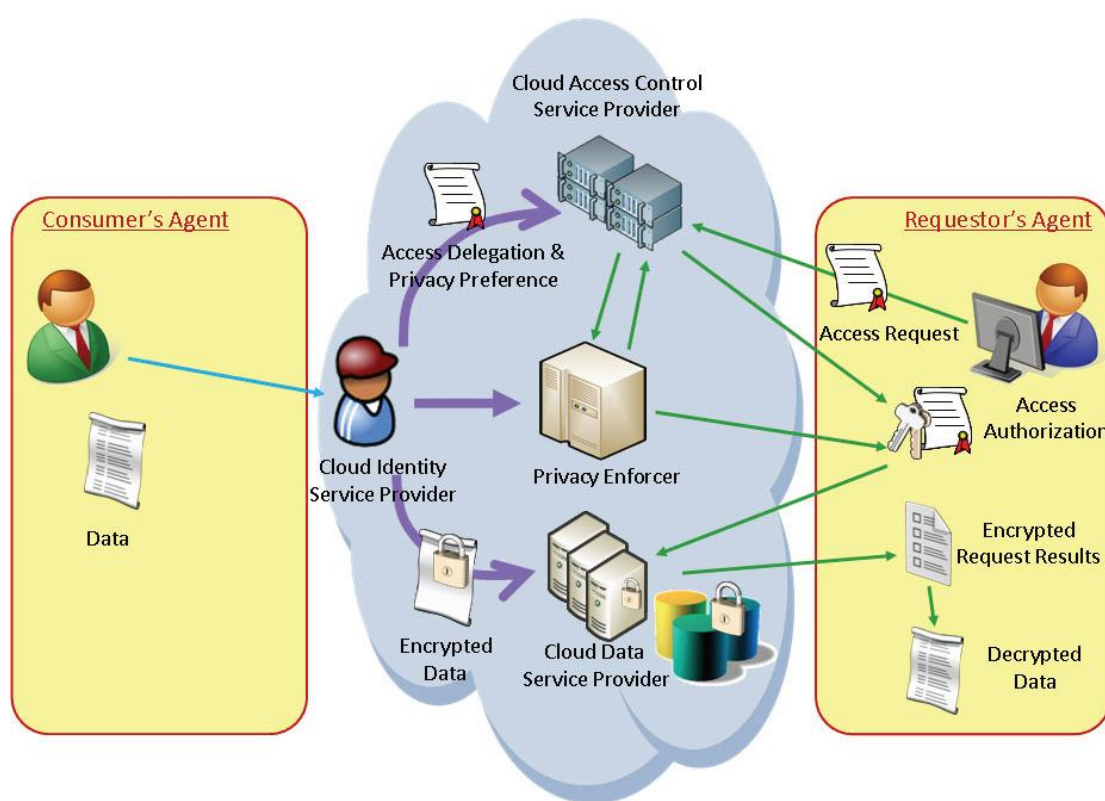 Cloud Access Control
Service Provider
Consumer's Agent
Requestor's Agent
Access Delegation &
Privacy Preference
Access Request
Access
Authorization
Cloud Identity
Service Provider
Privacy Enforcer
Data
Encrypted
Request Results
Encrypted
Data
Cloud Data
Service Provider
Decrypted
Data